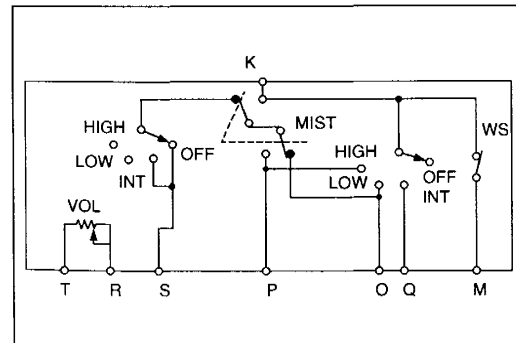 K
MIST
HIGH
OFF
LOW
INT
VOL
HIGH
LOW
OFF
INT
WS
T R S P O Q M